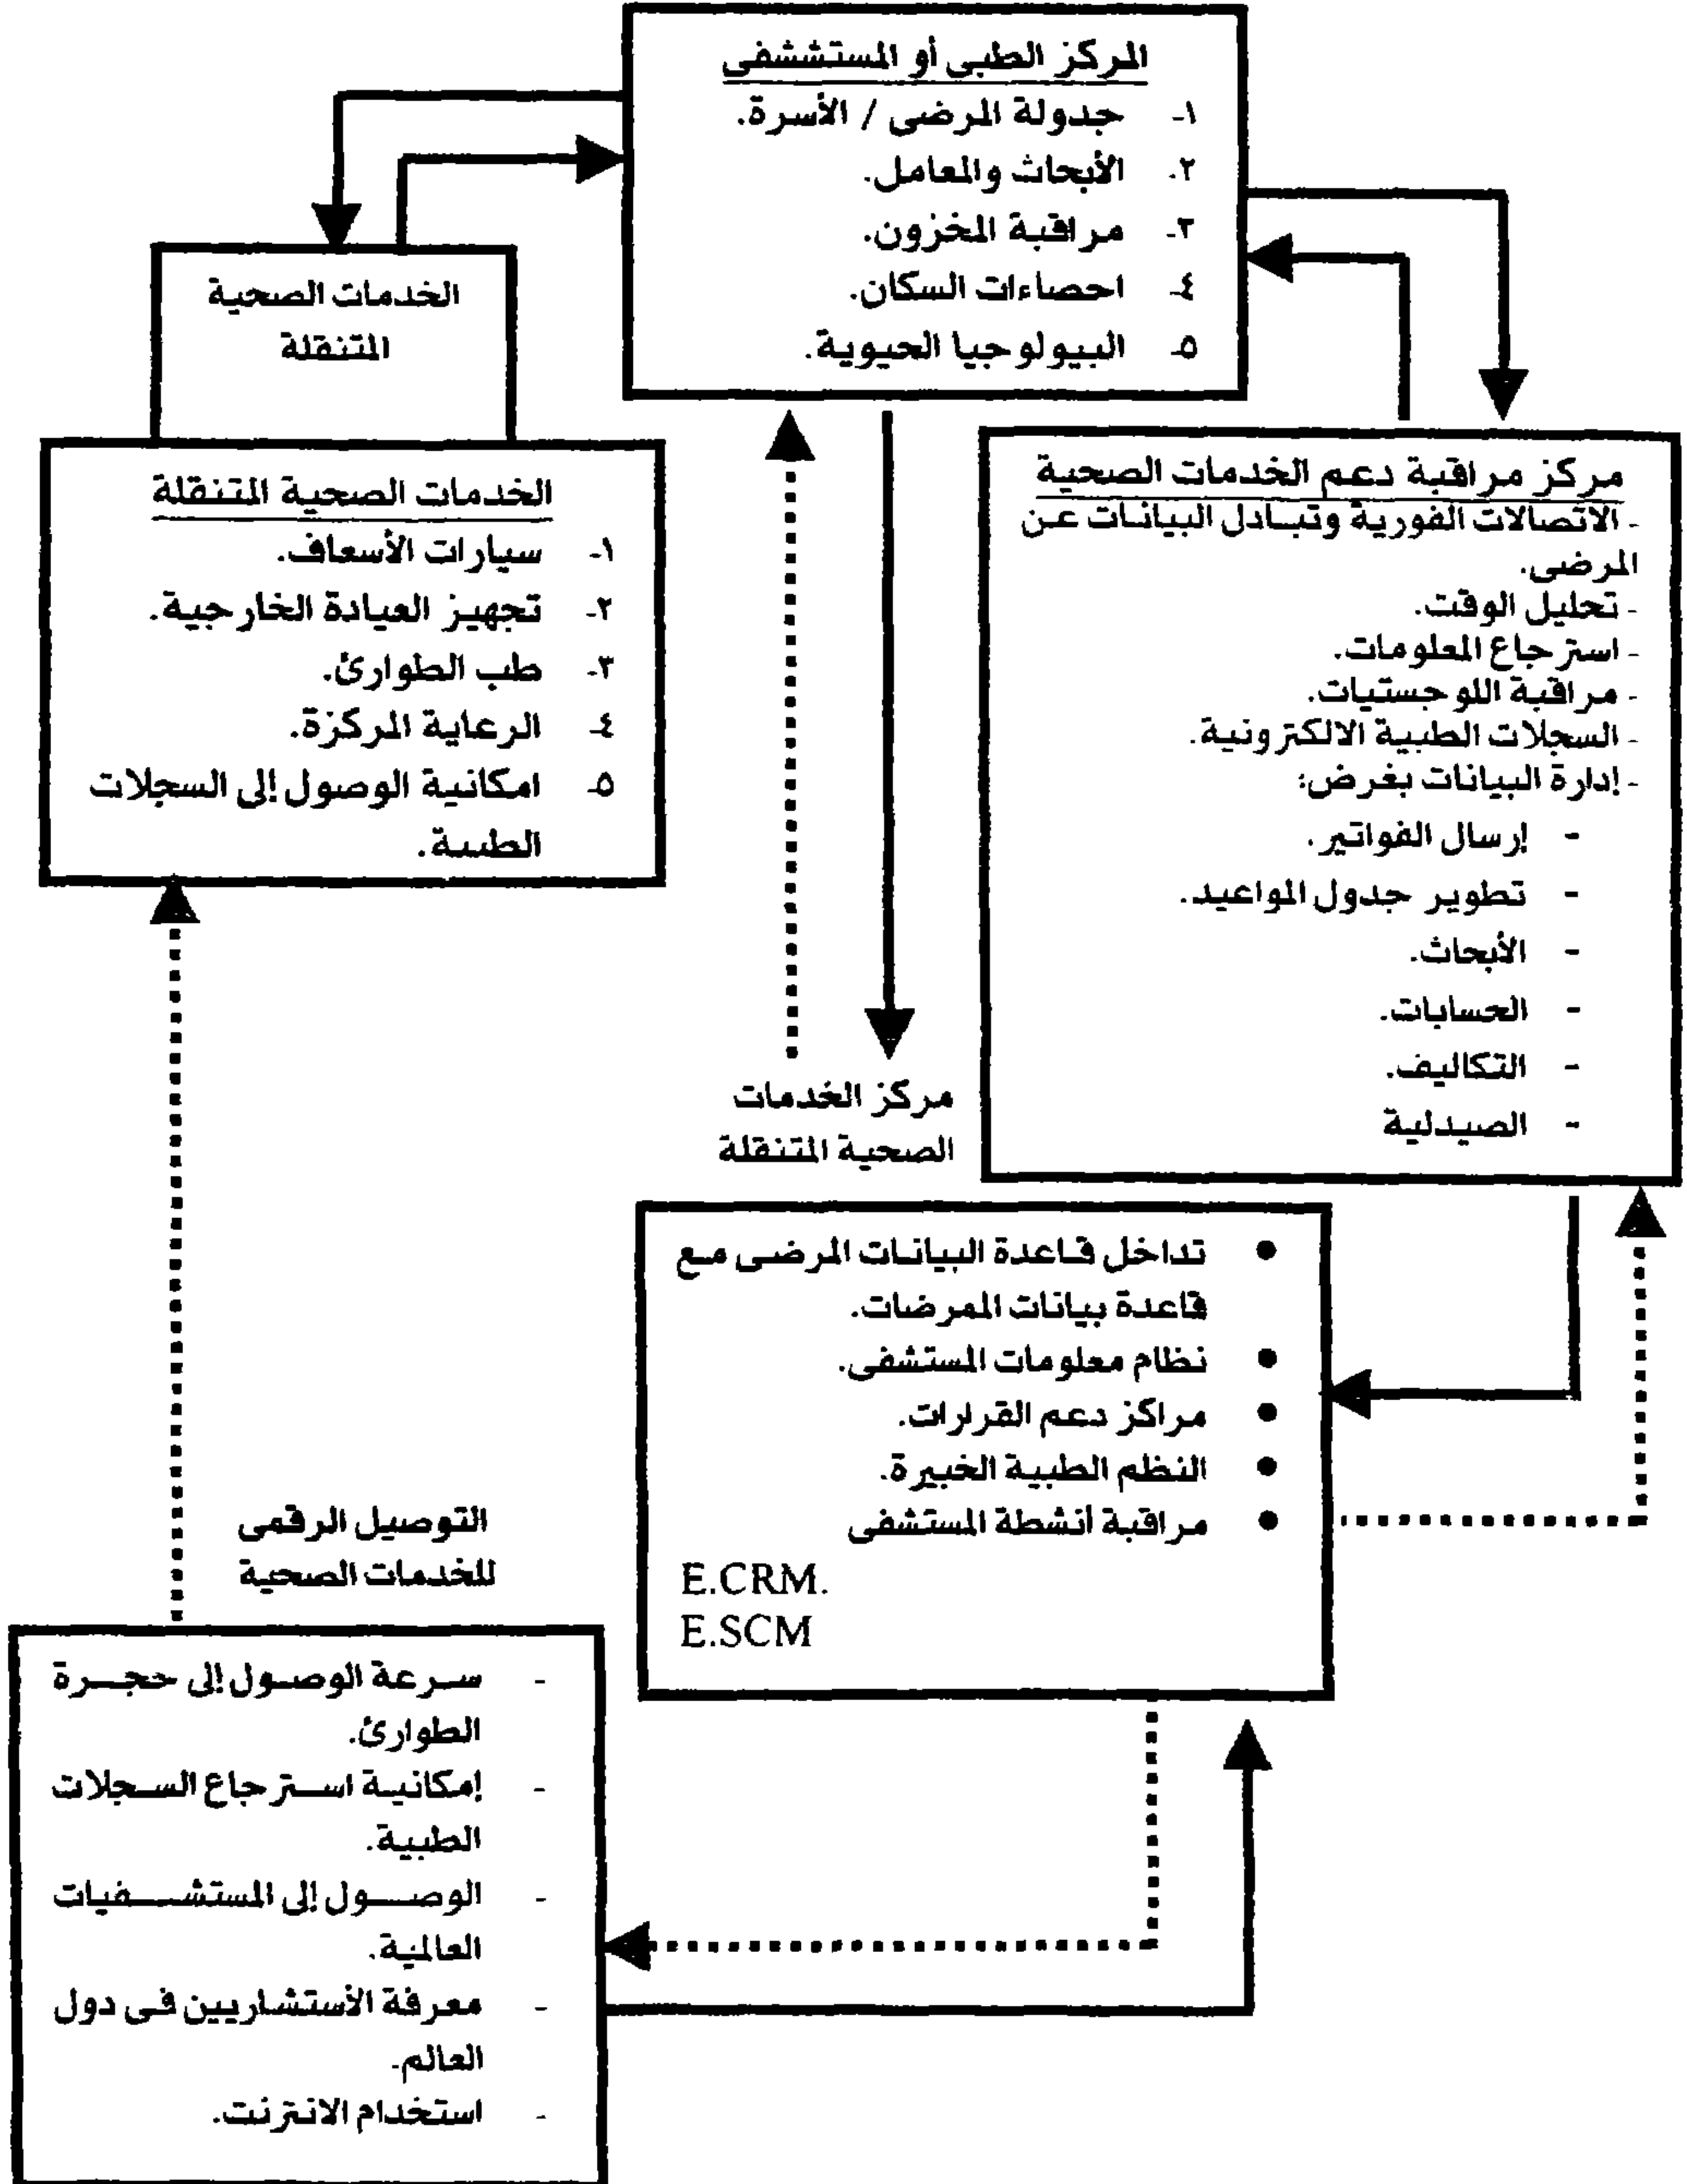 المركز الطبى أو المستششفى
١- جدولة المرضى / الأسرة.
٢- الأبحاث والمعامل.
٣- مراقبة المخزون.
٤- احصاءات السكان.
٥- البيولوجيا الحيوية.
الخدمات الصحية
المتنقلة
الخدمات الصحية المتنقلة
١- سيارات الأسعاف.
٢- تجهيز العيادة الخارجية.
٣- طب الطوارئ.
٤- الرعاية المركزة.
٥- امكانية الوصول إلى السجلات
الطبية.
مركز مراقبة دعم الخدمات الصحية
- الاتصالات الفورية وتبادل البيانات عن
المرضى.
- تحليل الوقت.
- استرجاع المعلومات.
- مراقبة اللوجستيات.
- السجلات الطبية الالكترونية.
- إدارة البيانات بغرض:
- إرسال الفواتير.
- تطوير جدول المواعيد.
- الأبحاث.
- الحسابات.
- التكاليف.
- الصيدلية
مركز الخدمات
الصحية المتنقلة
• تداخل قاعدة البيانات المرضى مع
قاعدة بيانات الممرضات.
• نظام معلومات المستشفى.
• مراكز دعم القرارات.
• النظم الطبية الخبيرة.
• مراقبة أنشطة المستشفى
E.CRM.
E.SCM
التوصيل الرقمى
للخدمات الصحية
- سرعة الوصول إلى حجرة
الطوارئ.
- إمكانية استرجاع السجلات
الطبية.
- الوصول إلى المستشفيات
العالمية.
- معرفة الأستشاريين فى دول
العالم.
- استخدام الانترنت.